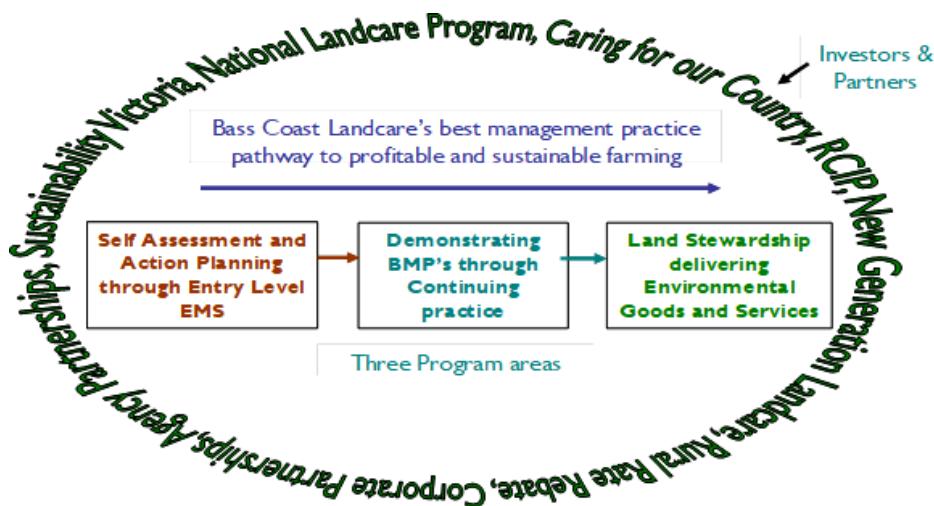 Sustainability Victoria, National Landcare Program, Caring for our Country, RCIP, New Generation Landcare, Rural Rate Rebate, Corporate Partnerships, Agency Partnerships,
Investors &
Partners
Bass Coast Landcare's best management practice
pathway to profitable and sustainable farming
Self Assessment and
Action Planning
through Entry Level
EMS
Demonstrating
BMP's through
Continuing
practice
Land Stewardship
delivering
Environmental
Goods and Services
Three Program areas